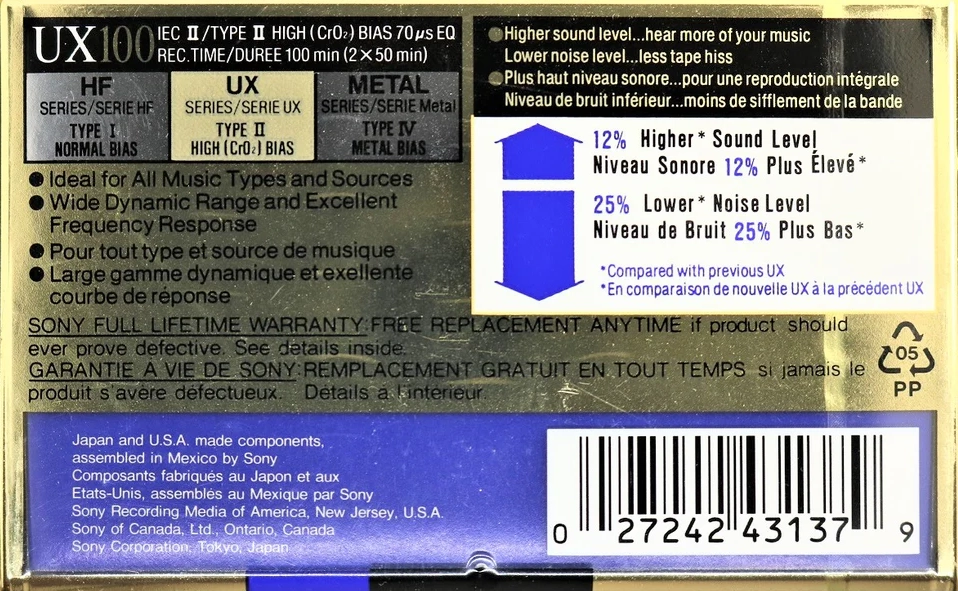 UX100
IEC II/TYPE II HIGH (CrO₂) BIAS 70µs EQ
REC. TIME/DUREE 100 min (2×50 min)
HF
SERIES/SERIE HF
TYPE I
NORMAL BIAS
UX
SERIES/SERIE UX
TYPE II
HIGH (CrO₂) BIAS
METAL
SERIES/SERIE Metal
TYPE IV
METAL BIAS
● Ideal for All Music Types and Sources
● Wide Dynamic Range and Excellent
Frequency Response
● Pour tout type et source de musique
● Large gamme dynamique et exellente
courbe de réponse
●Higher sound level...hear more of your music
Lower noise level...less tape hiss
●Plus haut niveau sonore...pour une reproduction intégrale
Niveau de bruit inférieur...moins de sifflement de la bande
12% Higher* Sound Level
Niveau Sonore 12% Plus Élevé*
25% Lower* Noise Level
Niveau de Bruit 25% Plus Bas*
*Compared with previous UX
*En comparaison de nouvelle UX à la précédent UX
SONY FULL LIFETIME WARRANTY:FREE REPLACEMENT ANYTIME if product should
ever prove defective. See details inside.
GARANTIE A VIE DE SONY:REMPLACEMENT GRATUIT EN TOUT TEMPS si jamais le
produit s'avère défectueux. Détails à l'intérieur.
05
PP
Japan and U.S.A. made components,
assembled in Mexico by Sony
Composants fabriqués au Japon et aux
Etats-Unis, assemblés au Mexique par Sony
Sony Recording Media of America, New Jersey, U.S.A.
Sony of Canada, Ltd., Ontario, Canada
Sony Corporation, Tokyo, Japan
0 27242 43137 9